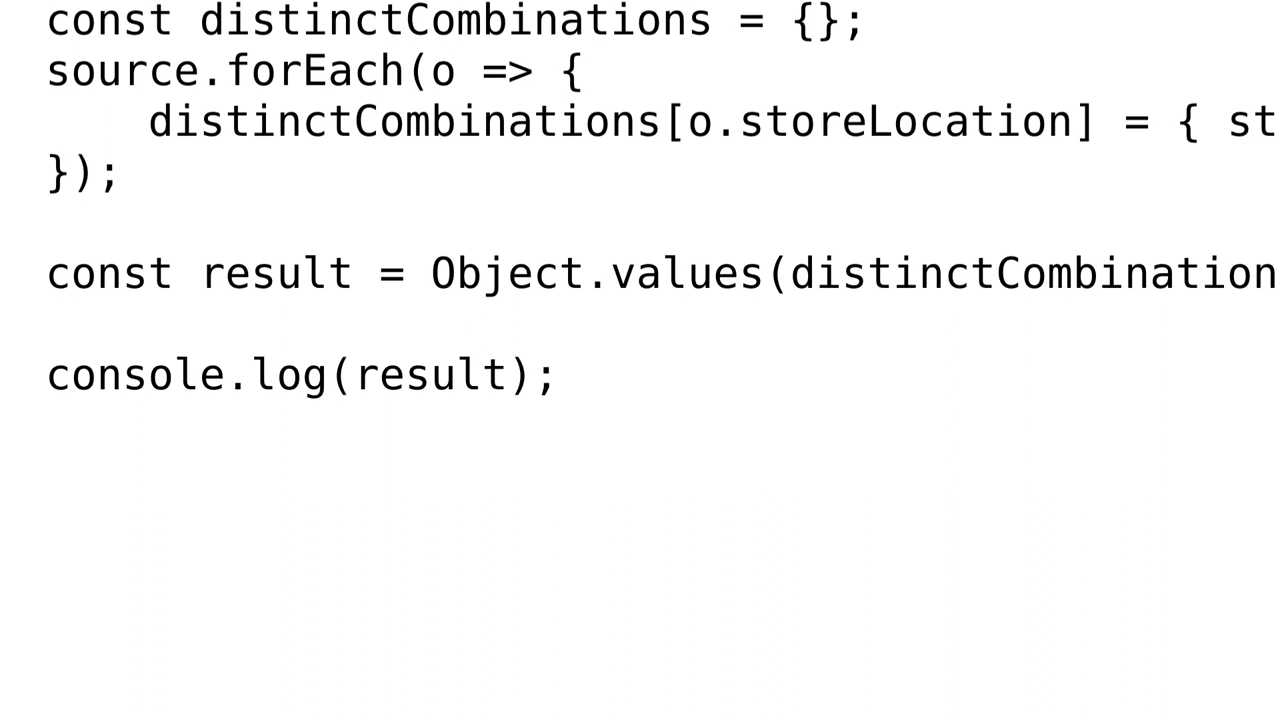 const distinctCombinations = {};
source.forEach(o => {
    distinctCombinations[o.storeLocation] = { st
});
const result = Object.values(distinctCombination
console.log(result);